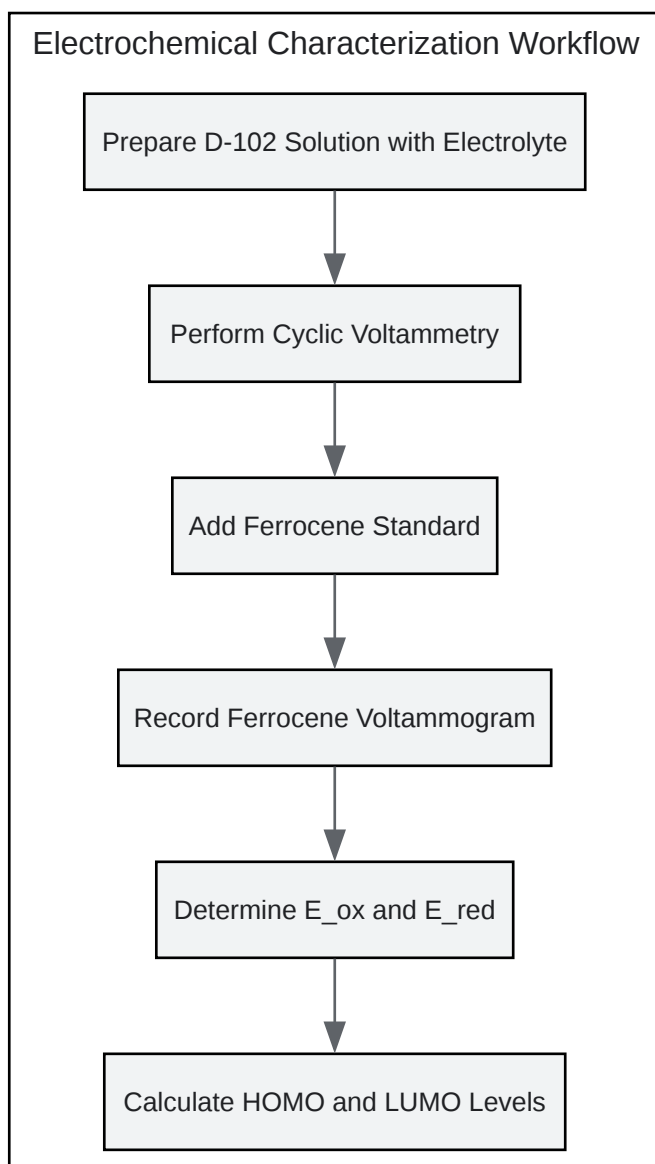 Electrochemical Characterization Workflow
Prepare D-102 Solution with Electrolyte
Perform Cyclic Voltammetry
Add Ferrocene Standard
Record Ferrocene Voltammogram
Determine E_ox and E_red
Calculate HOMO and LUMO Levels